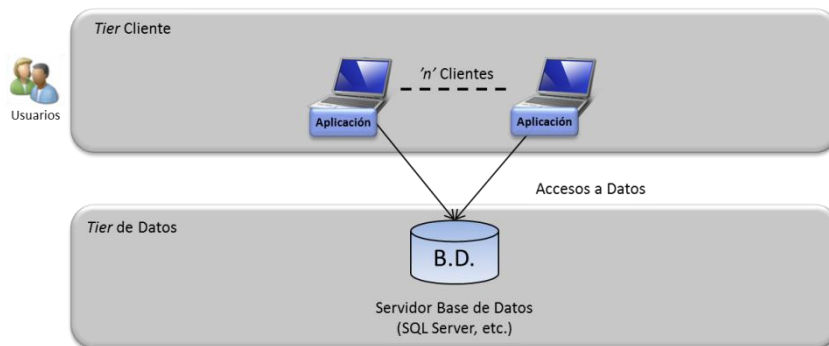 Tier Cliente
Usuarios
'n' Clientes
Aplicación
Aplicación
Accesos a Datos
Tier de Datos
B.D.
Servidor Base de Datos
(SQL Server, etc.)